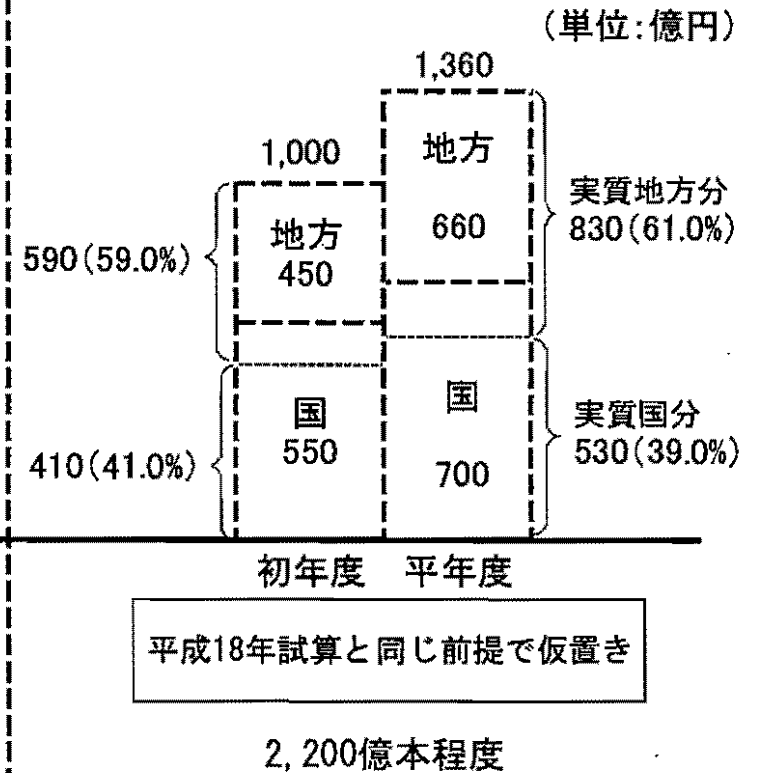 (単位:億円)
1,360
1,000
地方
660
実質地方分
830(61.0%)
地方
450
590(59.0%)
国
550
410(41.0%)
国
700
実質国分
530(39.0%)
初年度
平年度
平成18年試算と同じ前提で仮置き
2,200億本程度